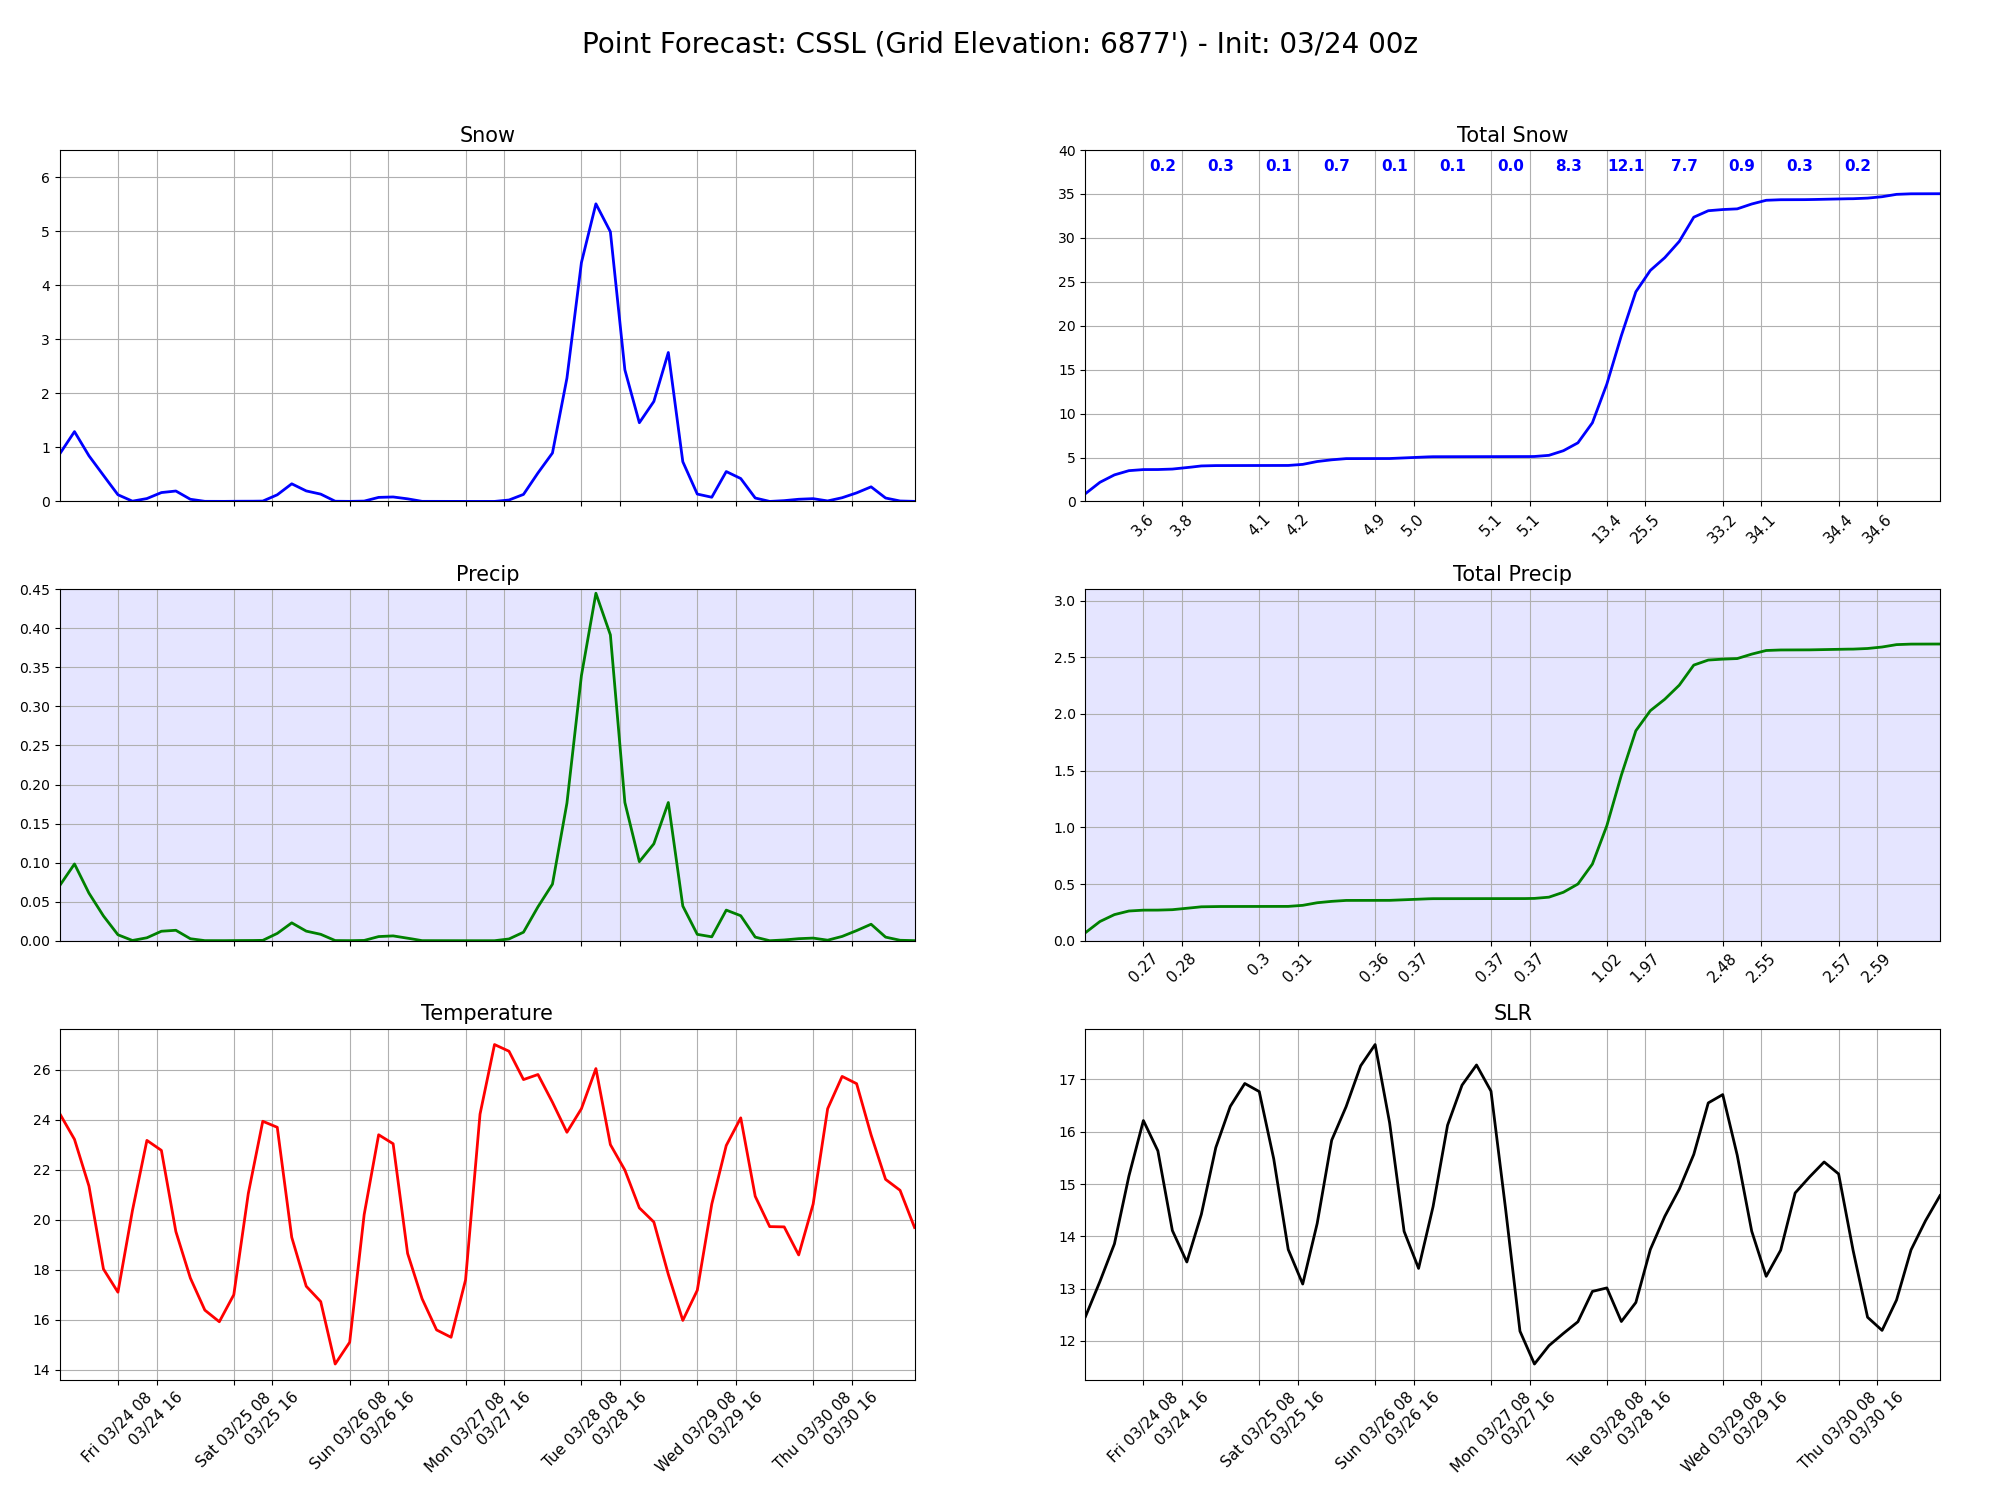 Point Forecast: CSSL (Grid Elevation: 6877') - Init: 03/24 00z
Snow
6
5
4
3
2
1
0
Total Snow
40
35
30
25
20
15
10
5
0
0.2 0.3 0.1 0.7 0.1 0.1 0.0 8.3 12.1 7.7 0.9 0.3 0.2
3.6 3.8 4.1 4.2 4.9 5.0 5.1 5.1 13.4 25.5 33.2 34.1 34.4 34.6
Precip
0.45
0.40
0.35
0.30
0.25
0.20
0.15
0.10
0.05
0.00
Total Precip
3.0
2.5
2.0
1.5
1.0
0.5
0.0
0.27 0.28 0.3 0.31 0.36 0.37 0.37 0.37 1.02 1.97 2.48 2.55 2.57 2.59
Temperature
26
24
22
20
18
16
14
Fri 03/24 08
03/24 16
Sat 03/25 08
03/25 16
Sun 03/26 08
03/26 16
Mon 03/27 08
03/27 16
Tue 03/28 08
03/28 16
Wed 03/29 08
03/29 16
Thu 03/30 08
03/30 16
SLR
17
16
15
14
13
12
Fri 03/24 08
03/24 16
Sat 03/25 08
03/25 16
Sun 03/26 08
03/26 16
Mon 03/27 08
03/27 16
Tue 03/28 08
03/28 16
Wed 03/29 08
03/29 16
Thu 03/30 08
03/30 16